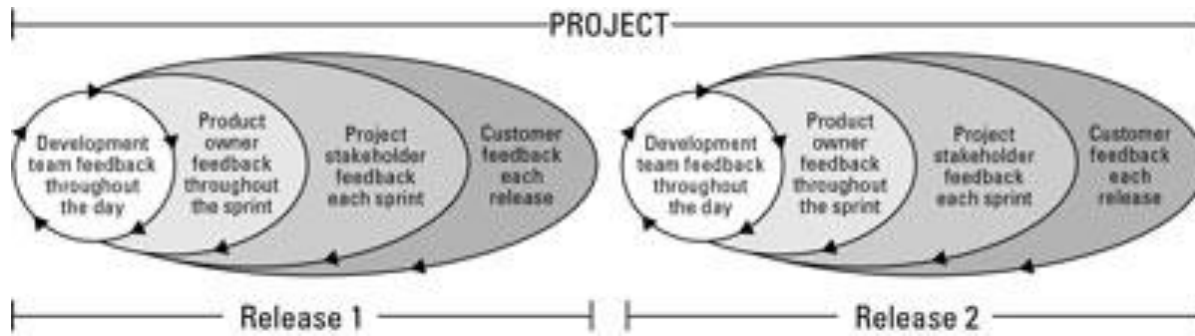 PROJECT
Development
team feedback
throughout
the day
Product
owner
feedback
throughout
the sprint
Project
stakeholder
feedback
each sprint
Customer
feedback
each
release
Development
team feedback
throughout
the day
Product
owner
feedback
throughout
the sprint
Project
stakeholder
feedback
each sprint
Customer
feedback
each
release
Release 1
Release 2